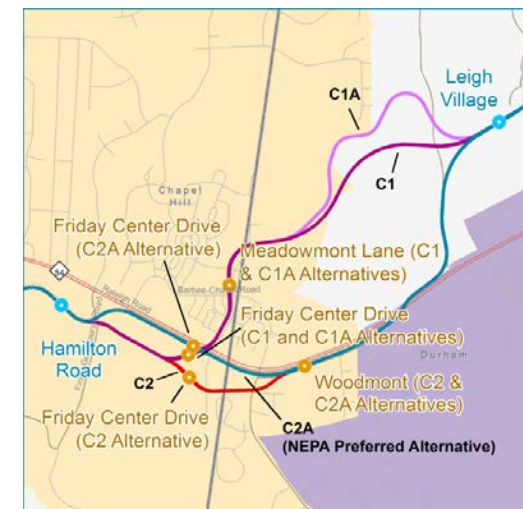 Leigh
Village
C1A
C1
Chapel
Hill
Friday Center Drive
(C2A Alternative)
Meadowmont Lane (C1
& C1A Alternatives)
Barbee-Chapel Road
54
Raleigh Road
Friday Center Drive
(C1 and C1A Alternatives)
Hamilton
Road
Durham
C2
Woodmont (C2 &
C2A Alternatives)
Friday Center Drive
(C2 Alternative)
C2A
(NEPA Preferred Alternative)